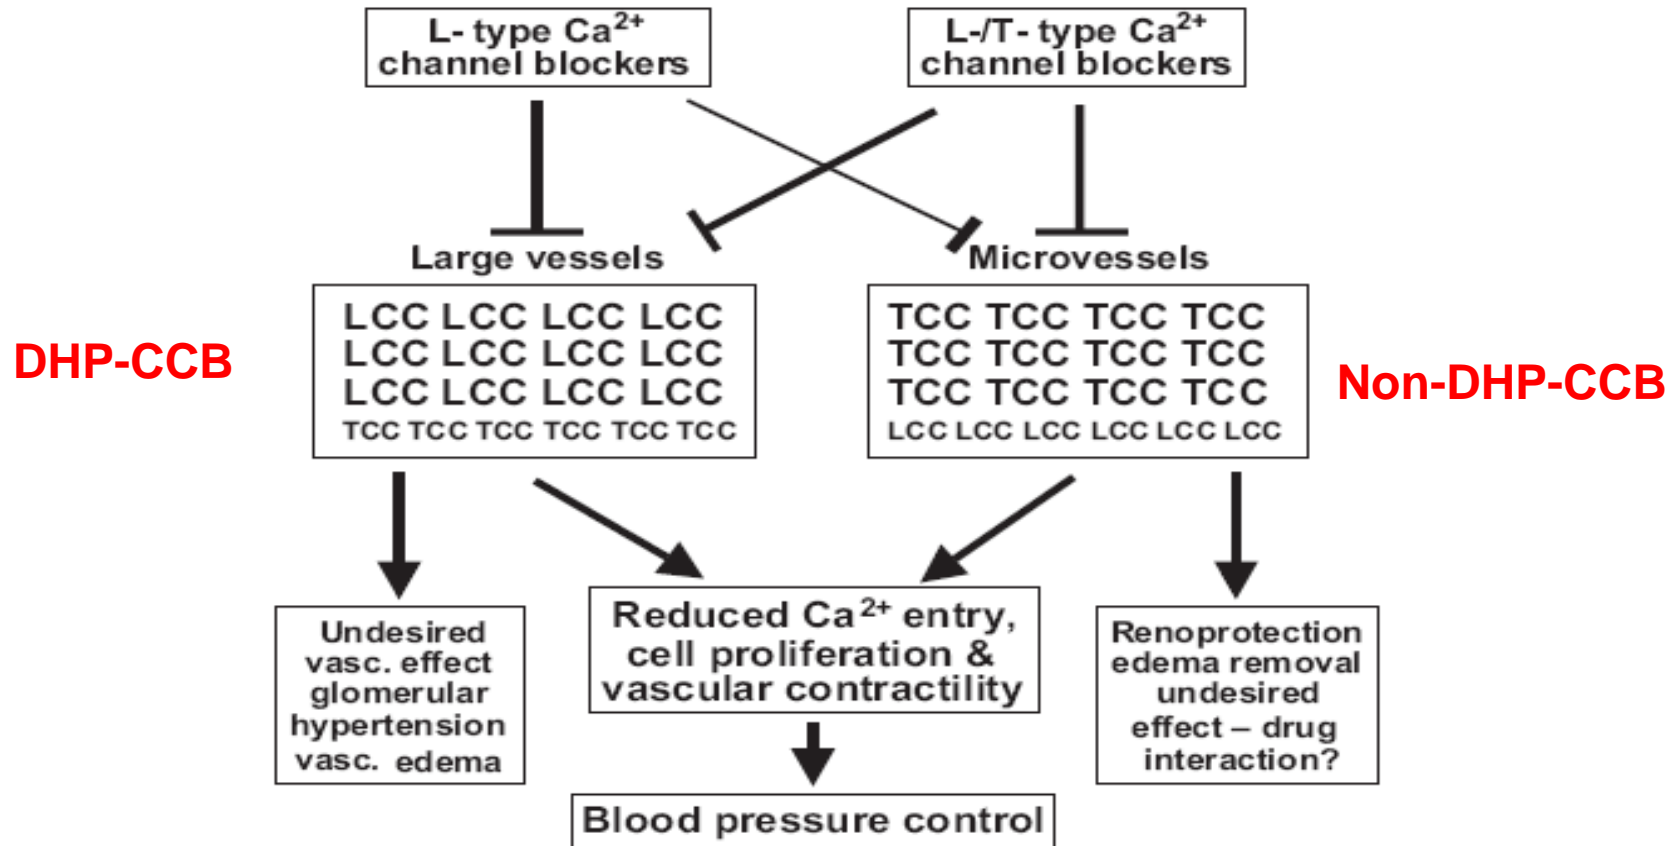 L- type Ca²⁺
channel blockers
L-/T- type Ca²⁺
channel blockers
Large vessels
Microvessels
DHP-CCB
LCC LCC LCC LCC
LCC LCC LCC LCC
LCC LCC LCC LCC
TCC TCC TCC TCC TCC TCC
TCC TCC TCC TCC
TCC TCC TCC TCC
TCC TCC TCC TCC
LCC LCC LCC LCC LCC LCC
Non-DHP-CCB
Undesired
vasc. effect
glomerular
hypertension
vasc. edema
Reduced Ca²⁺ entry,
cell proliferation &
vascular contractility
Renoprotection
edema removal
undesired
effect – drug
interaction?
Blood pressure control